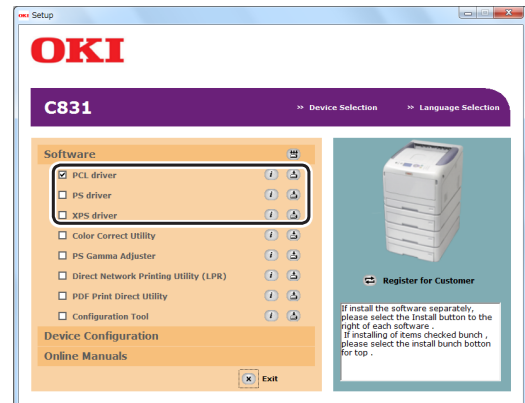 OKI Setup
OKI
C831
>> Device Selection
>> Language Selection
Software
PCL driver
PS driver
XPS driver
Color Correct Utility
PS Gamma Adjuster
Direct Network Printing Utility (LPR)
PDF Print Direct Utility
Configuration Tool
Device Configuration
Online Manuals
Exit
Register for Customer
If install the software separately,
please select the Install button to the
right of each software .
If installing of items checked bunch ,
please select the install bunch botton
for top .